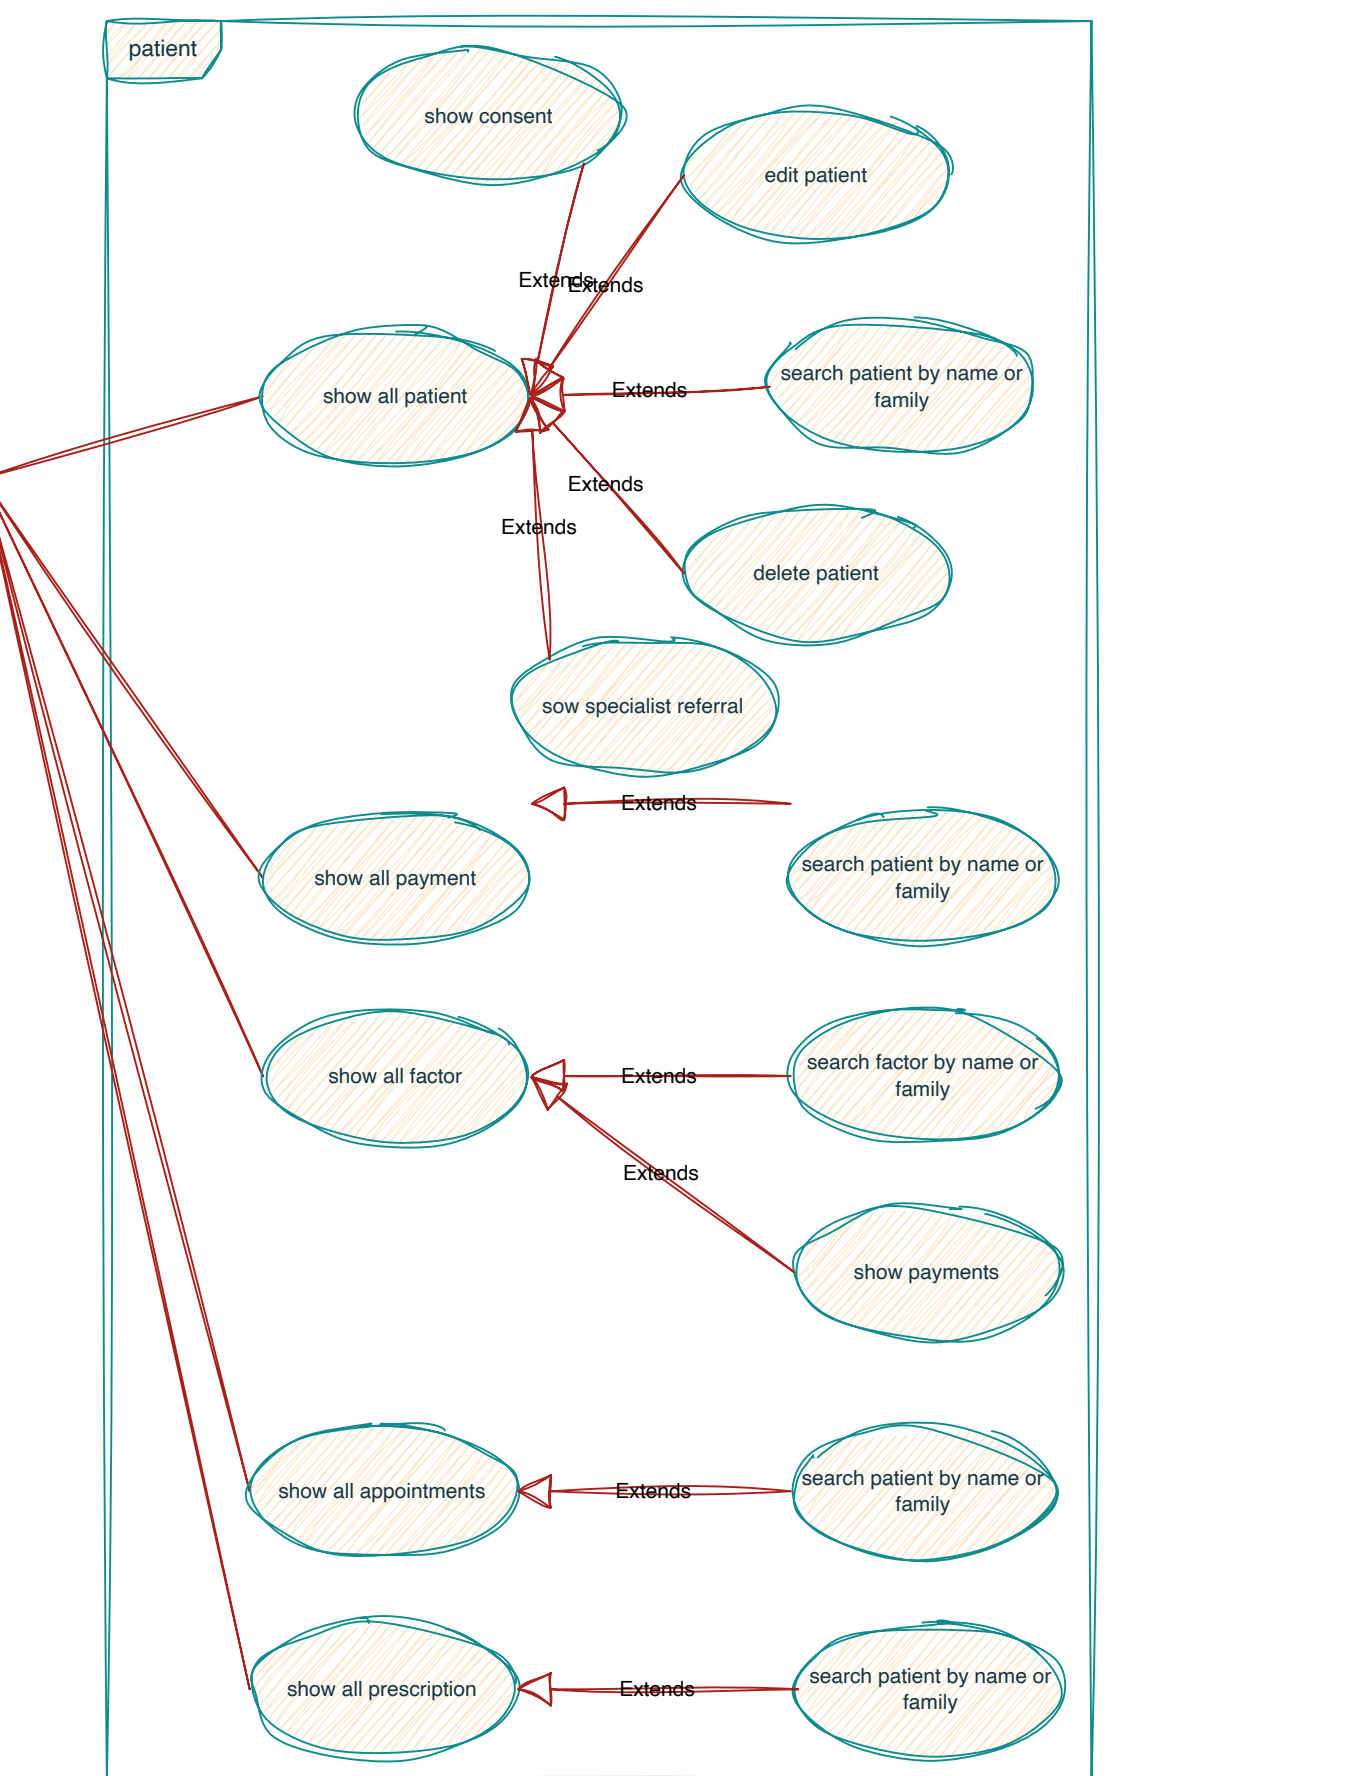 patient
show consent
edit patient
Extends
Extends
show all patient
search patient by name or
family
Extends
Extends
Extends
delete patient
sow specialist referral
Extends
show all payment
search patient by name or
family
show all factor
Extends
search factor by name or
family
Extends
show payments
show all appointments
Extends
search patient by name or
family
show all prescription
Extends
search patient by name or
family